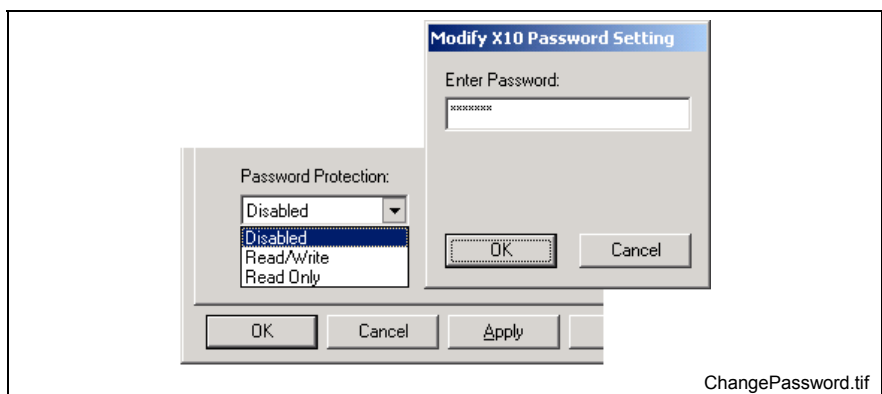 Modify X10 Password Setting
Enter Password:
xxxxxxx
Password Protection:
Disabled
Disabled
Read/Write
Read Only
OK Cancel
OK Cancel Apply
ChangePassword.tif